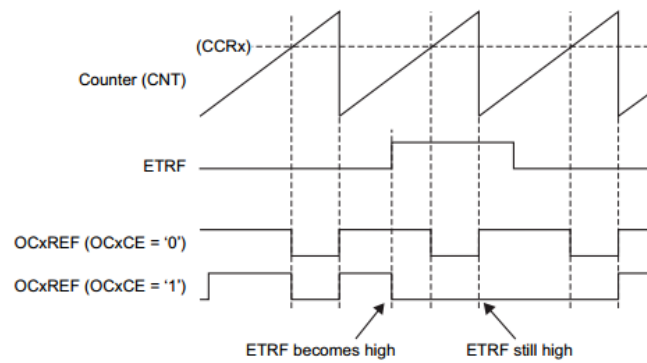 (CCRx)
Counter (CNT)
ETRF
OCxREF (OCxCE = ‘0’)
OCxREF (OCxCE = ‘1’)
ETRF becomes high
ETRF still high